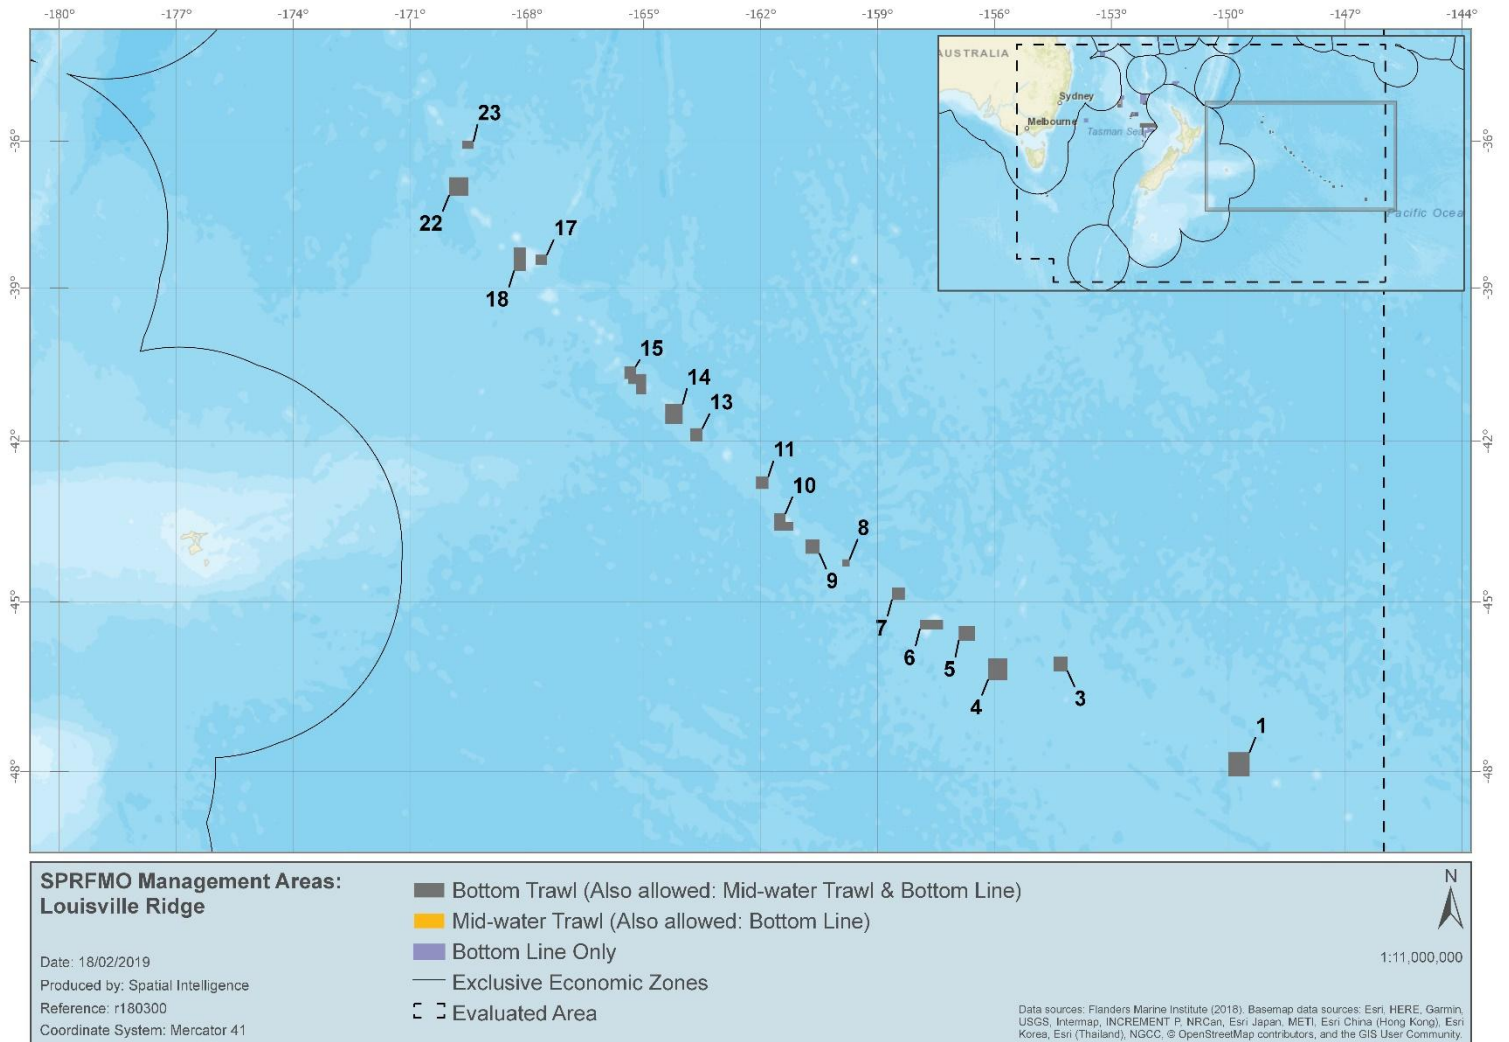 -180° -177° -174° -171° -168° -165° -162° -159° -156° -153° -150° -147° -144°
AUSTRALIA
Sydney
Melbourne
Tasman Sea
Pacific Ocea
23
-36° -36°
22
17
18
-39° -39°
15
14
13
-42° -42°
11
10
8
9
-45° -45°
7
6
5
4
3
1
-48° -48°
SPRFMO Management Areas:
Louisville Ridge
Date: 18/02/2019
Produced by: Spatial Intelligence
Reference: r180300
Coordinate System: Mercator 41
Bottom Trawl (Also allowed: Mid-water Trawl & Bottom Line)
Mid-water Trawl (Also allowed: Bottom Line)
Bottom Line Only
Exclusive Economic Zones
Evaluated Area
N
1:11,000,000
Data sources: Flanders Marine Institute (2018). Basemap data sources: Esri, HERE, Garmin,
USGS, Intermap, INCREMENT P, NRCan, Esri Japan, METI, Esri China (Hong Kong), Esri
Korea, Esri (Thailand), NGCC, © OpenStreetMap contributors, and the GIS User Community.